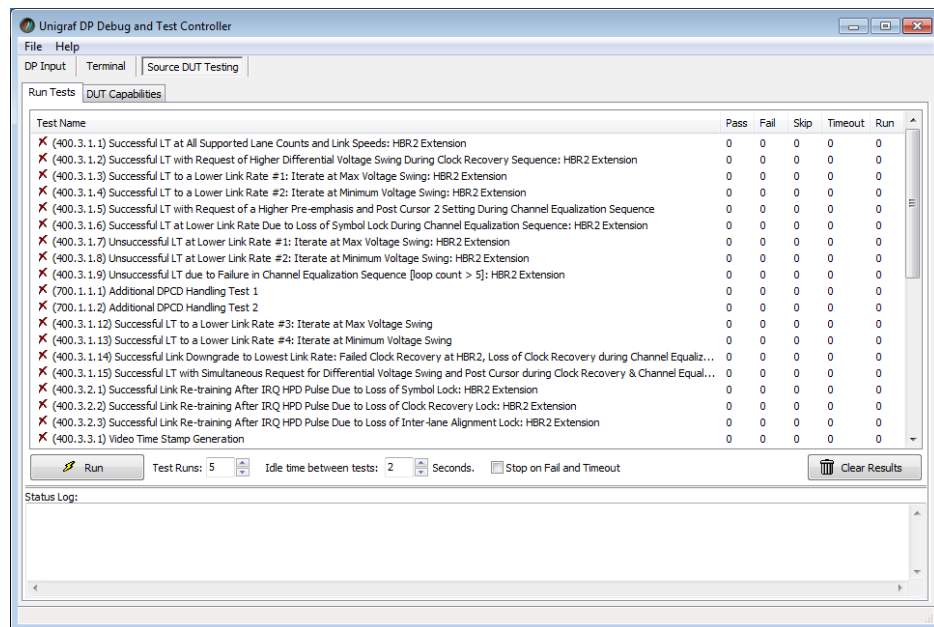 Unigraf DP Debug and Test Controller
File Help
DP Input Terminal Source DUT Testing
Run Tests DUT Capabilities
Test Name Pass Fail Skip Timeout Run
(400.3.1.1) Successful LT at All Supported Lane Counts and Link Speeds: HBR2 Extension 0 0 0 0 0
(400.3.1.2) Successful LT with Request of Higher Differential Voltage Swing During Clock Recovery Sequence: HBR2 Extension 0 0 0 0 0
(400.3.1.3) Successful LT to a Lower Link Rate #1: Iterate at Max Voltage Swing: HBR2 Extension 0 0 0 0 0
(400.3.1.4) Successful LT to a Lower Link Rate #2: Iterate at Minimum Voltage Swing: HBR2 Extension 0 0 0 0 0
(400.3.1.5) Successful LT with Request of a Higher Pre-emphasis and Post Cursor 2 Setting During Channel Equalization Sequence 0 0 0 0 0
(400.3.1.6) Successful LT at Lower Link Rate Due to Loss of Symbol Lock During Channel Equalization Sequence: HBR2 Extension 0 0 0 0 0
(400.3.1.7) Unsuccessful LT at Lower Link Rate #1: Iterate at Max Voltage Swing: HBR2 Extension 0 0 0 0 0
(400.3.1.8) Unsuccessful LT at Lower Link Rate #2: Iterate at Minimum Voltage Swing: HBR2 Extension 0 0 0 0 0
(400.3.1.9) Unsuccessful LT due to Failure in Channel Equalization Sequence [loop count > 5]: HBR2 Extension 0 0 0 0 0
(700.1.1.1) Additional DPCD Handling Test 1 0 0 0 0 0
(700.1.1.2) Additional DPCD Handling Test 2 0 0 0 0 0
(400.3.1.12) Successful LT to a Lower Link Rate #3: Iterate at Max Voltage Swing 0 0 0 0 0
(400.3.1.13) Successful LT to a Lower Link Rate #4: Iterate at Minimum Voltage Swing 0 0 0 0 0
(400.3.1.14) Successful Link Downgrade to Lowest Link Rate: Failed Clock Recovery at HBR2, Loss of Clock Recovery during Channel Equaliz... 0 0 0 0 0
(400.3.1.15) Successful LT with Simultaneous Request for Differential Voltage Swing and Post Cursor during Clock Recovery & Channel Equal... 0 0 0 0 0
(400.3.2.1) Successful Link Re-training After IRQ HPD Pulse Due to Loss of Symbol Lock: HBR2 Extension 0 0 0 0 0
(400.3.2.2) Successful Link Re-training After IRQ HPD Pulse Due to Loss of Clock Recovery Lock: HBR2 Extension 0 0 0 0 0
(400.3.2.3) Successful Link Re-training After IRQ HPD Pulse Due to Loss of Inter-lane Alignment Lock: HBR2 Extension 0 0 0 0 0
(400.3.3.1) Video Time Stamp Generation 0 0 0 0 0
Run Test Runs: 5 Idle time between tests: 2 Seconds. Stop on Fail and Timeout Clear Results
Status Log: